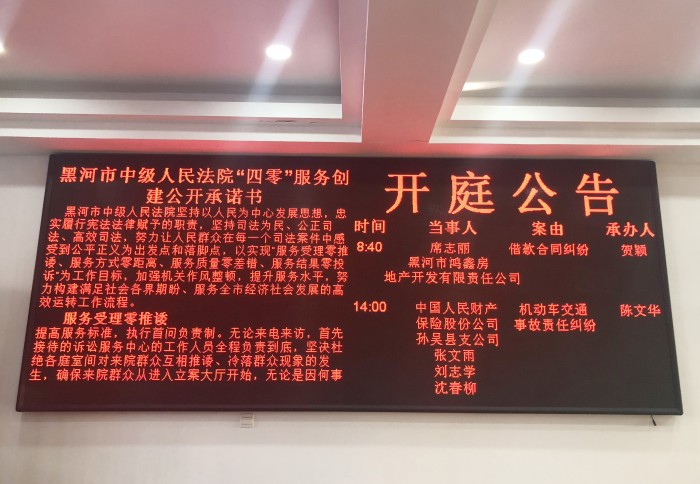 黑河市中级人民法院“四零”服务创
建公开承诺书
黑河市中级人民法院坚持以人民为中心发展思想，忠
实履行宪法法律赋予的职责，坚持司法为民、公正司
法、高效司法，努力让人民群众在每一个司法案件中感
受到公平正义为出发点和落脚点，以实现“服务受理零推
诿、服务方式零距离、服务质量零差错、服务结果零投
诉”为工作目标，加强机关作风整顿，提升服务水平，努
力构建满足社会各界期盼、服务全市经济社会发展的高
效运转工作流程。
服务受理零推诿
提高服务标准，执行首问负责制。无论来电来访，首先
接待的诉讼服务中心的工作人员全程负责到底，坚决杜
绝各庭室间对来院群众互相推诿、冷落群众现象的发
生，确保来院群众从进入立案大厅开始，无论是因何事
开庭公告
时间 当事人 案由 承办人
8:40 席志丽 借款合同纠纷 贺颖
黑河市鸿鑫房
地产开发有限责任公司
14:00 中国人民财产 机动车交通 陈文华
保险股份公司 事故责任纠纷
孙吴县支公司
张文雨
刘志学
沈春柳